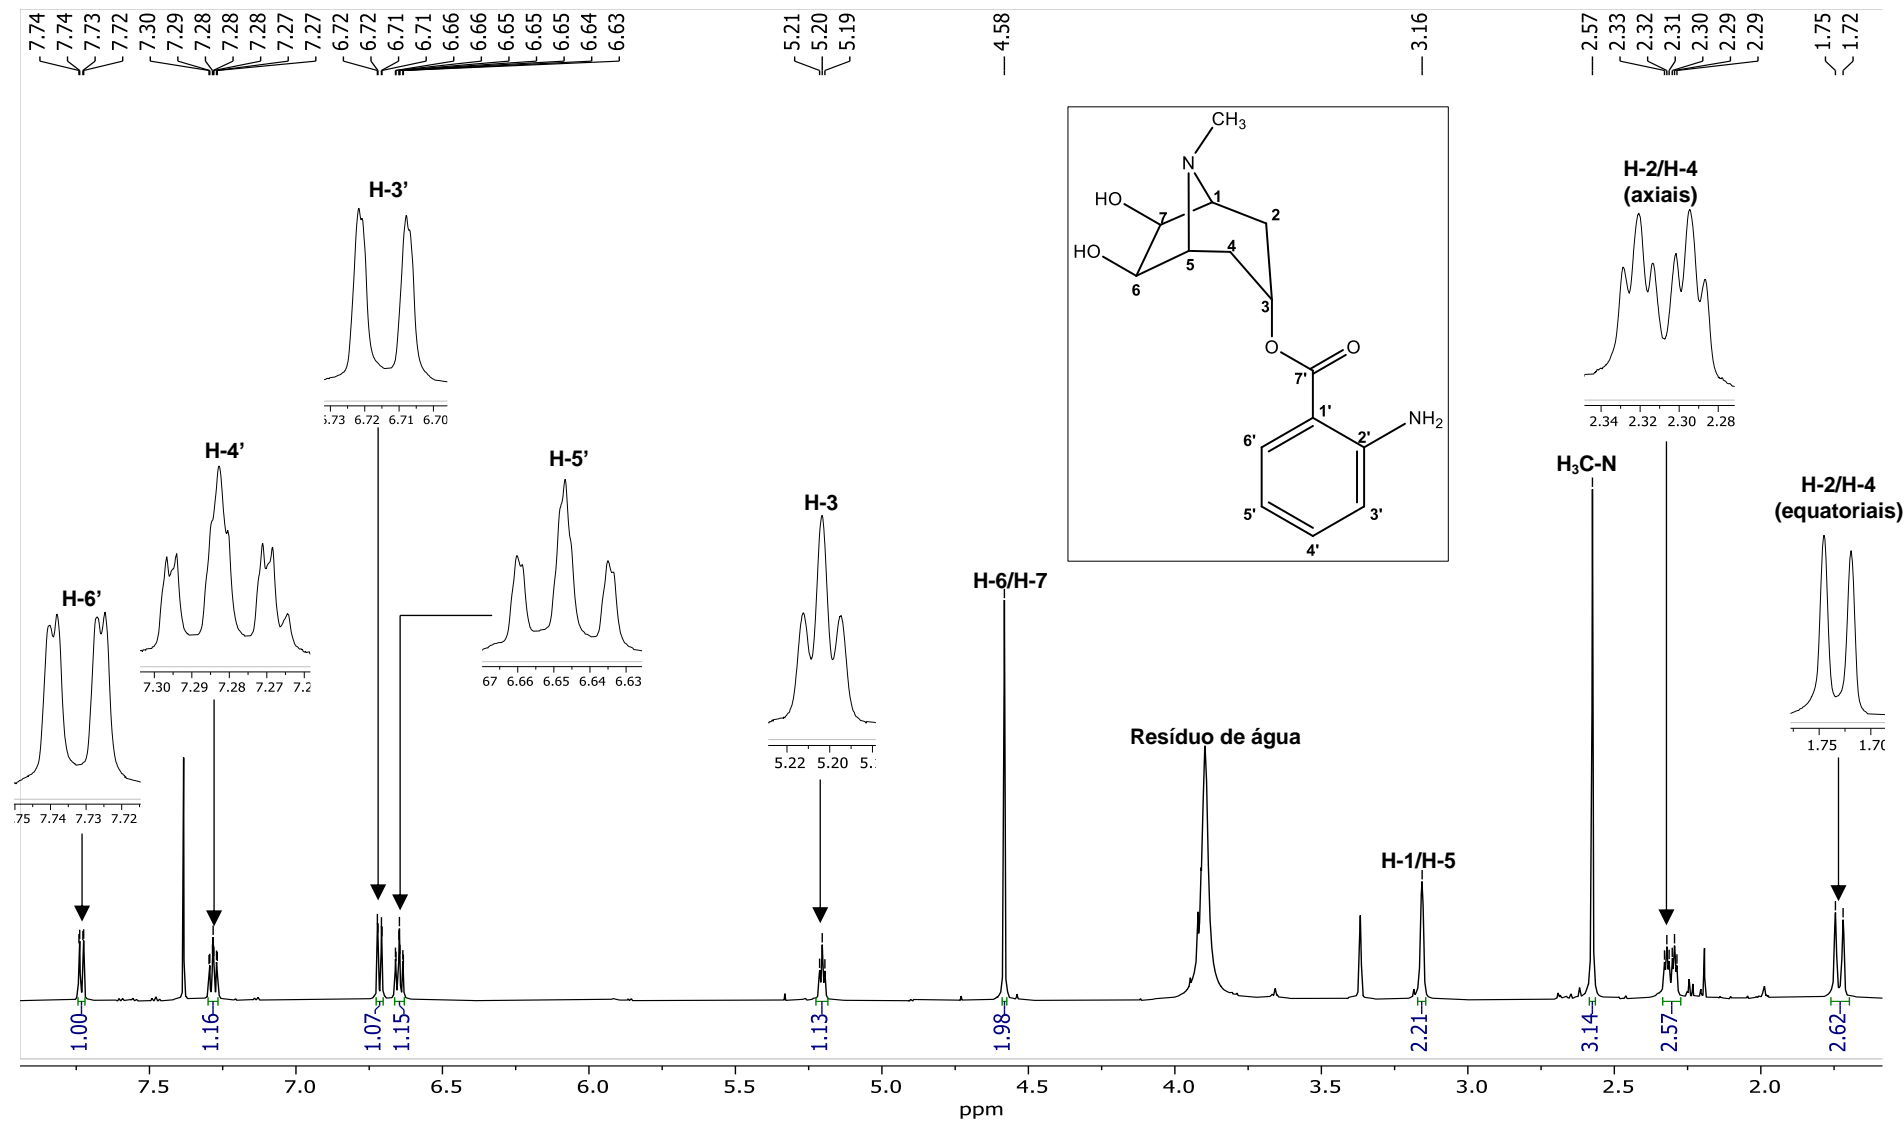 7.74 7.74 7.73 7.72 7.30 7.29 7.28 7.28 7.28 7.27 7.27 6.72 6.72 6.71 6.71 6.66 6.66 6.65 6.65 6.65 6.64 6.63 5.21 5.20 5.19 4.58 3.16 2.57 2.33 2.32 2.31 2.30 2.29 2.29 1.75 1.72
H-3’
6.72 6.71 6.70
H-4’
7.30 7.29 7.28 7.27
H-5’
6.66 6.65 6.64 6.63
H-6’
7.74 7.73 7.72
H-3
5.22 5.20
H-6/H-7
CH3
N
HO
1
7
2
HO
4
5
6
3
O
O
7'
1'
NH2
6'
2'
5'
3'
4'
Resíduo de água
H-1/H-5
H-2/H-4
(axiais)
2.34 2.32 2.30 2.28
H3C-N
H-2/H-4
(equatoriais)
1.75 1.70
1.00 1.16 1.07 1.15 1.13 1.98 2.21 3.14 2.57 2.62
7.5 7.0 6.5 6.0 5.5 5.0 4.5 4.0 3.5 3.0 2.5 2.0
ppm